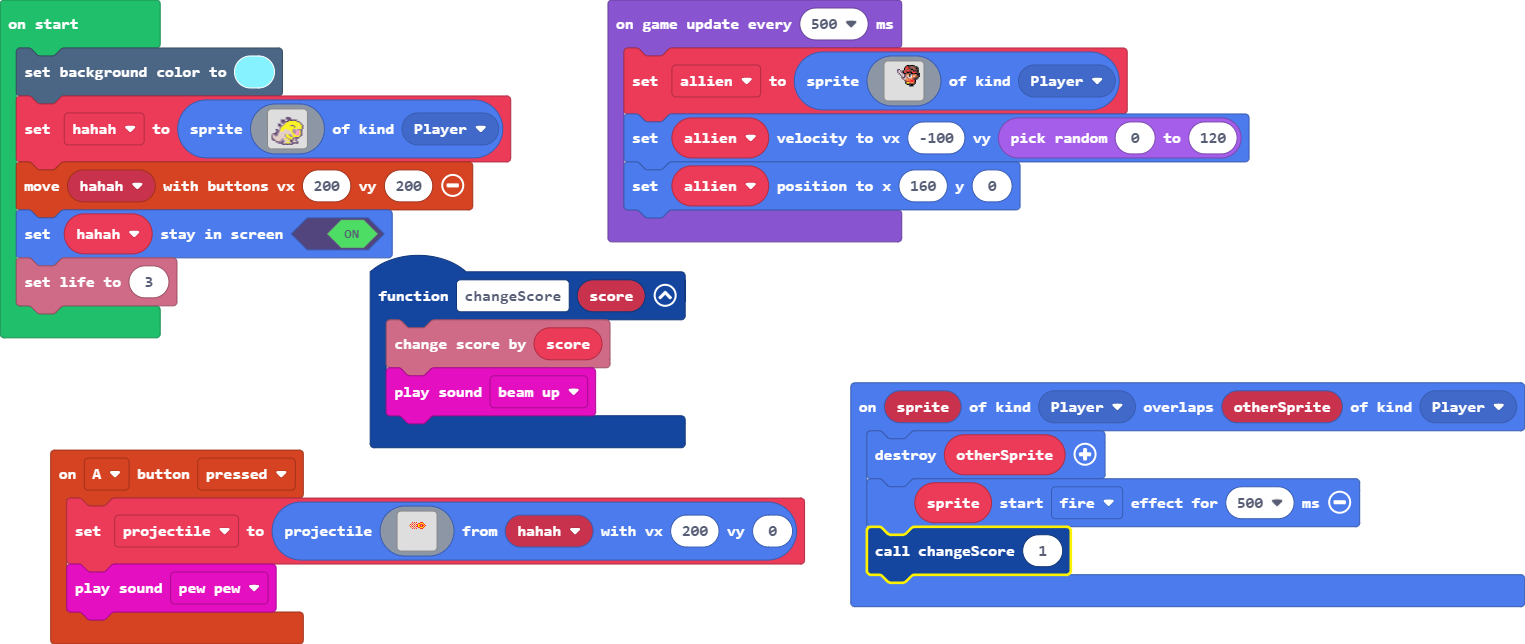 on start
set background color to
set hahah to sprite of kind Player
move hahah with buttons vx 200 vy 200
set hahah stay in screen ON
set life to 3
on game update every 500 ms
set allien to sprite of kind Player
set allien velocity to vx -100 vy pick random 0 to 120
set allien position to x 160 y 0
function changeScore score
change score by score
play sound beam up
on A button pressed
set projectile to projectile from hahah with vx 200 vy 0
play sound pew pew
on sprite of kind Player overlaps otherSprite of kind Player
destroy otherSprite
sprite start fire effect for 500 ms
call changeScore 1